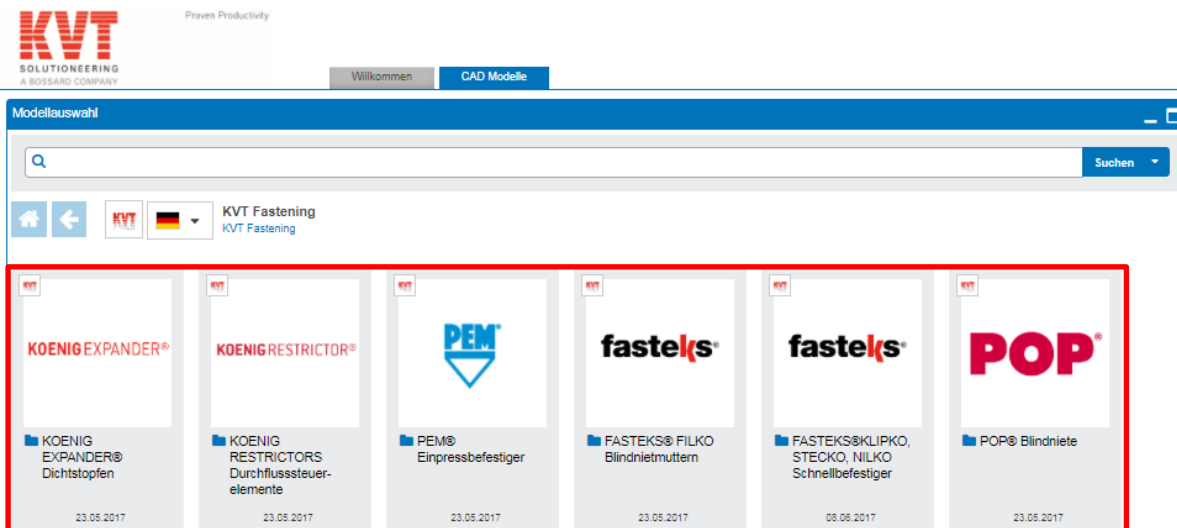 KVT
SOLUTIONEERING
A BOSSARD COMPANY
Proven Productivity
Willkommen
CAD Modelle
Modellauswahl
Suchen
KVT
KVT Fastening
KVT Fastening
KVT
KOENIG EXPANDER®
KOENIG
EXPANDER®
Dichtstopfen
23.05.2017
KVT
KOENIG RESTRICTOR®
KOENIG
RESTRICTORS
Durchflusssteuer-
elemente
23.05.2017
KVT
PEM®
PEM®
Einpressbefestiger
23.05.2017
KVT
fasteks®
FASTEKS® FILKO
Blindnietmuttern
23.05.2017
KVT
fasteks®
FASTEKS®KLIPKO,
STECKO, NILKO
Schnellbefestiger
08.06.2017
KVT
POP®
POP® Blindniete
23.05.2017